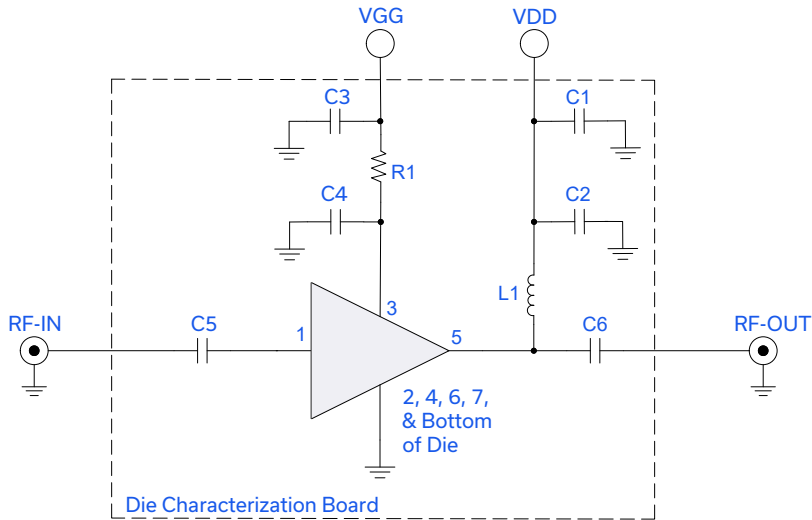 VGG
VDD
C3
C1
R1
C4
C2
L1
RF-IN
C5
1
3
5
C6
RF-OUT
2, 4, 6, 7,
& Bottom
of Die
Die Characterization Board